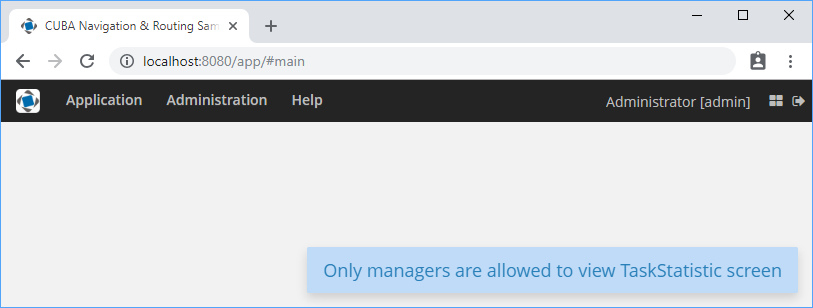 CUBA Navigation & Routing Sam
localhost:8080/app/#main
Application Administration Help Administrator [admin]
Only managers are allowed to view TaskStatistic screen